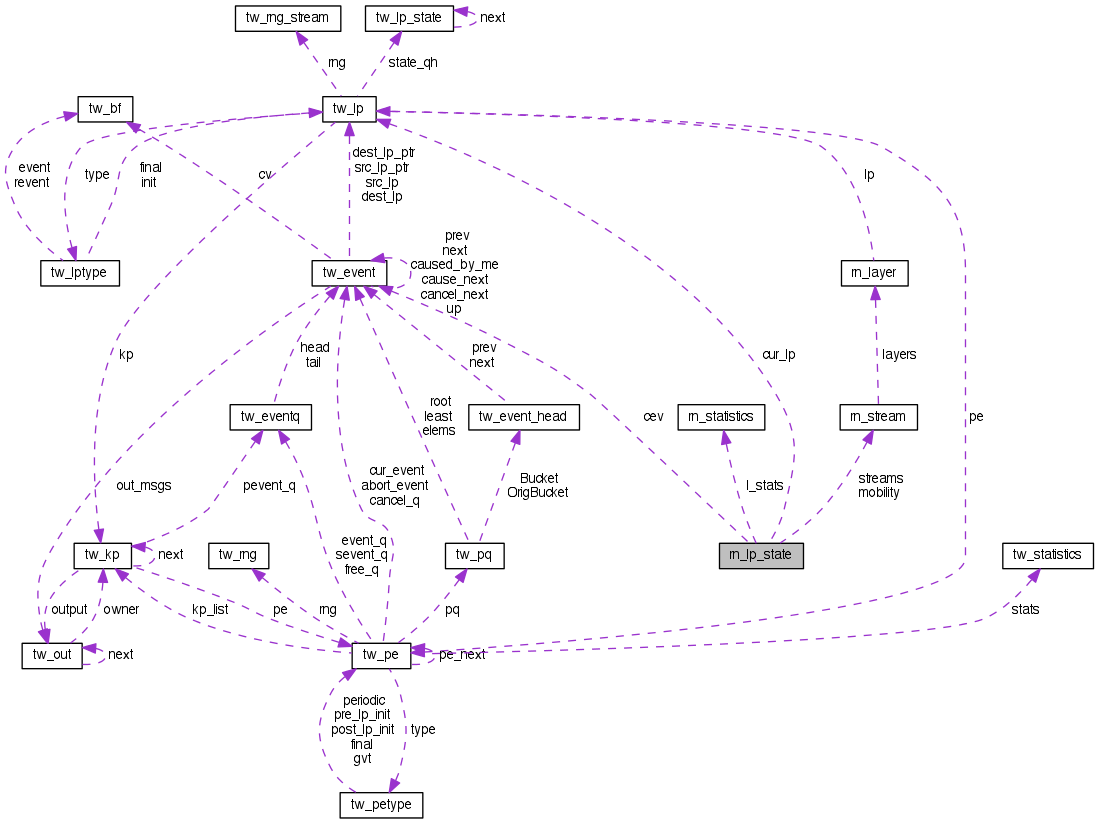 tw_rng_stream
tw_lp_state
next
rng
state_qh
tw_bf
tw_lp
event
revent
type
final
init
cv
dest_lp_ptr
src_lp_ptr
src_lp
dest_lp
lp
tw_lptype
tw_event
prev
next
caused_by_me
cause_next
cancel_next
up
rn_layer
kp
head
tail
prev
next
cur_lp
layers
pe
tw_eventq
root
least
elems
tw_event_head
cev
rn_statistics
rn_stream
out_msgs
pevent_q
cur_event
abort_event
cancel_q
Bucket
OrigBucket
l_stats
streams
mobility
tw_kp
next
tw_rng
event_q
sevent_q
free_q
tw_pq
rn_lp_state
tw_statistics
output
owner
kp_list
pe
rng
pq
stats
tw_out
next
tw_pe
pe_next
periodic
pre_lp_init
post_lp_init
final
gvt
type
tw_petype